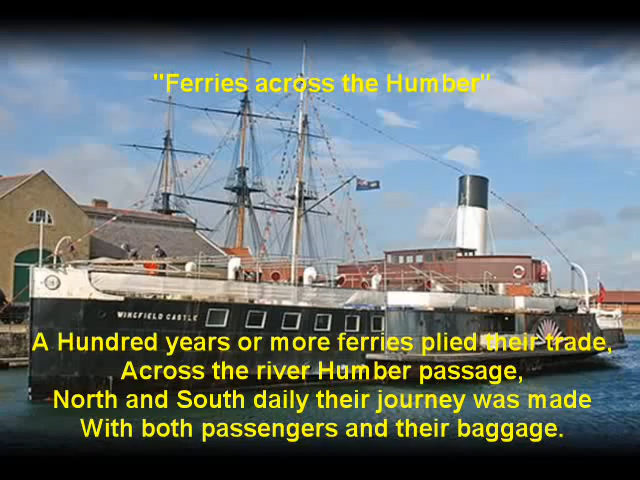 "Ferries across the Humber"
WINGFIELD CASTLE
A Hundred years or more ferries plied their trade,
Across the river Humber passage,
North and South daily their journey was made
With both passengers and their baggage.